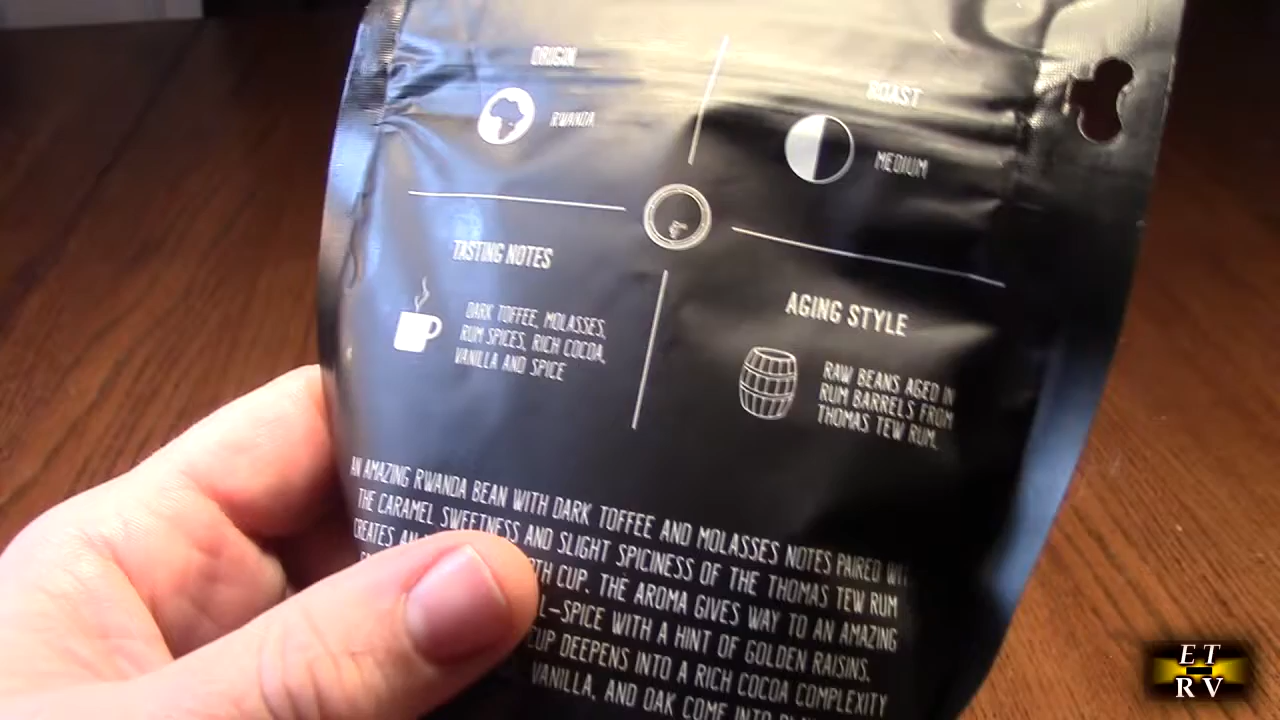 ORIGIN
RWANDA
ROAST
MEDIUM
TASTING NOTES
DARK TOFFEE, MOLASSES,
RUM SPICES, RICH COCOA,
VANILLA AND SPICE
AGING STYLE
RAW BEANS AGED IN
RUM BARRELS FROM
THOMAS TEW RUM.
AN AMAZING RWANDA BEAN WITH DARK TOFFEE AND MOLASSES NOTES PAIRED
THE CARAMEL SWEETNESS AND SLIGHT SPICINESS OF THE THOMAS TEW RUM
CREATES AN
CUP. THE AROMA GIVES WAY TO AN AMAZING
L-SPICE WITH A HINT OF GOLDEN RAISINS.
CUP DEEPENS INTO A RICH COCOA COMPLEXITY
VANILLA, AND OAK COME INTO
ET
RV